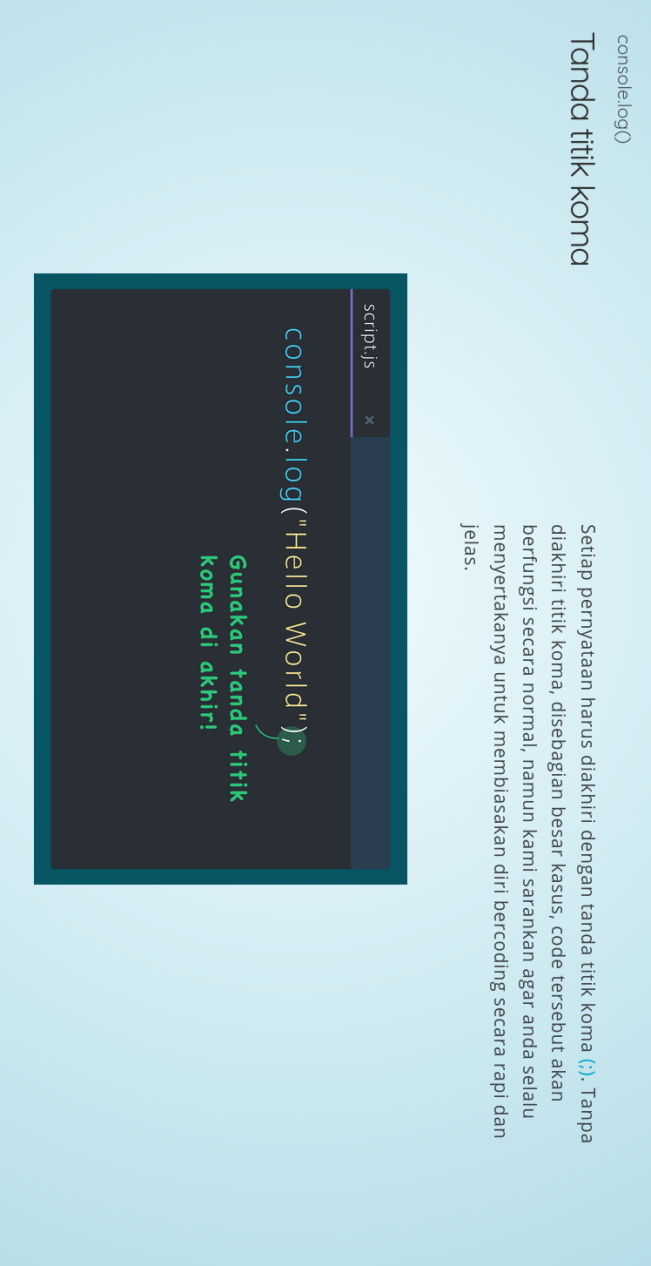 console.log()
Tanda titik koma
Setiap pernyataan harus diakhiri dengan tanda titik koma (;). Tanpa
diakhiri titik koma, disebagian besar kasus, code tersebut akan
berfungsi secara normal, namun kami sarankan agar anda selalu
menyertakanya untuk membiasakan diri bercoding secara rapi dan
jelas.
script.js ×
console.log("Hello World");
Gunakan tanda titik
koma di akhir!